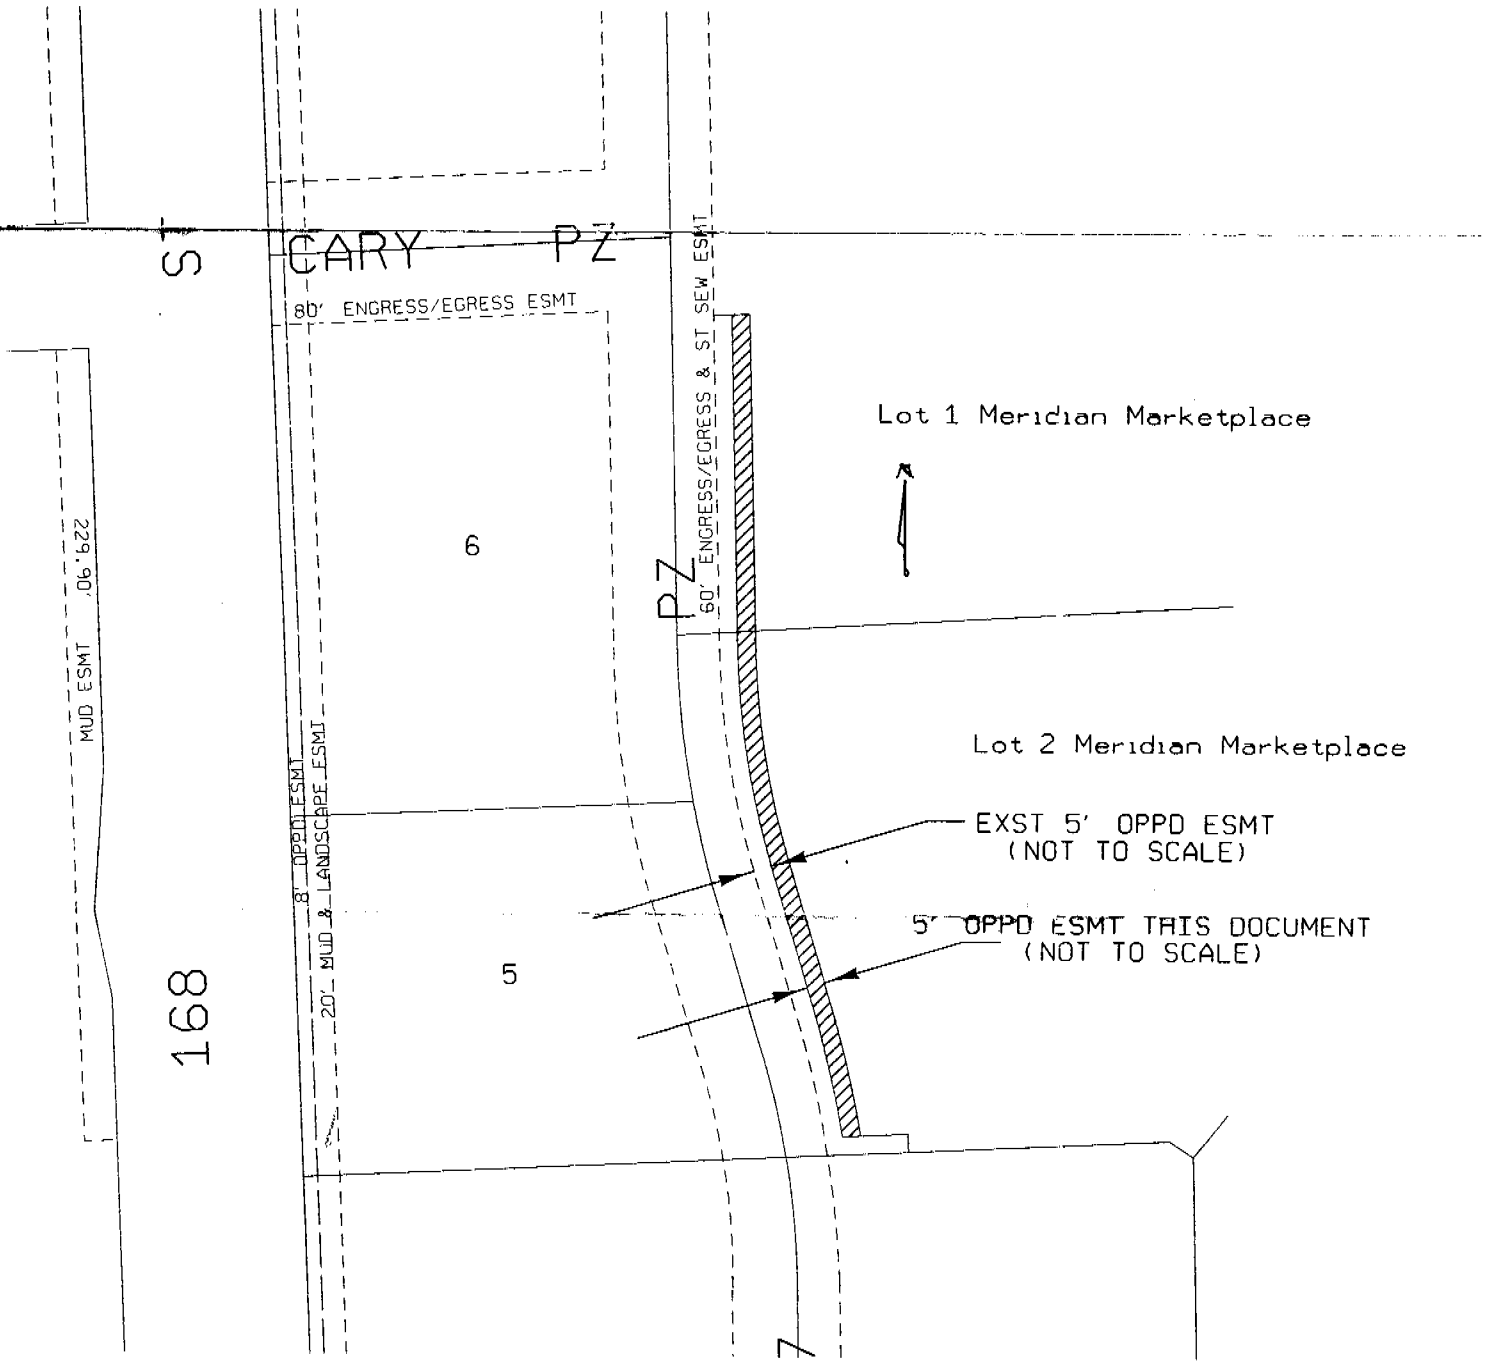 ST
CARY PZ
80' ENGRESS/EGRESS ESMT
60' ENGRESS/EGRESS & ST SEW ESMT
Lot 1 Meridian Marketplace
6
PZ
229.90'
MUD ESMT
Lot 2 Meridian Marketplace
EXST 5' OPPD ESMT
(NOT TO SCALE)
8' OPPD ESMT
20' MUD & LANDSCAPE ESMT
5' OPPD ESMT THIS DOCUMENT
(NOT TO SCALE)
5
168
Z